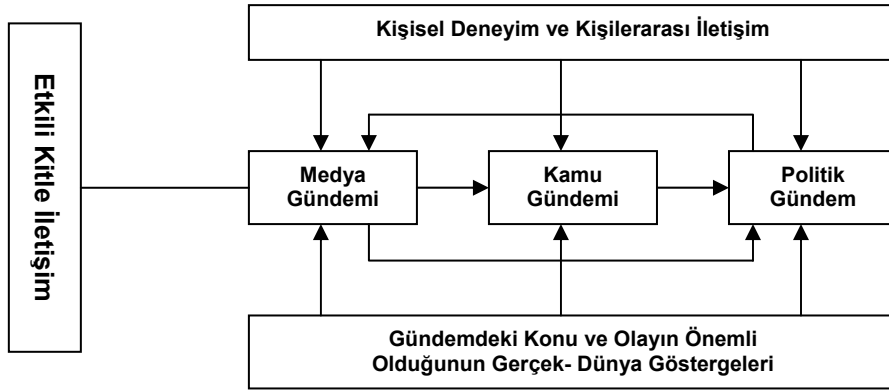 Kişisel Deneyim ve Kişilerarası İletişim
Etkili Kitle İletişim
Medya
Gündemi
Kamu
Gündemi
Politik
Gündem
Gündemdeki Konu ve Olayın Önemli
Olduğunun Gerçek- Dünya Göstergeleri